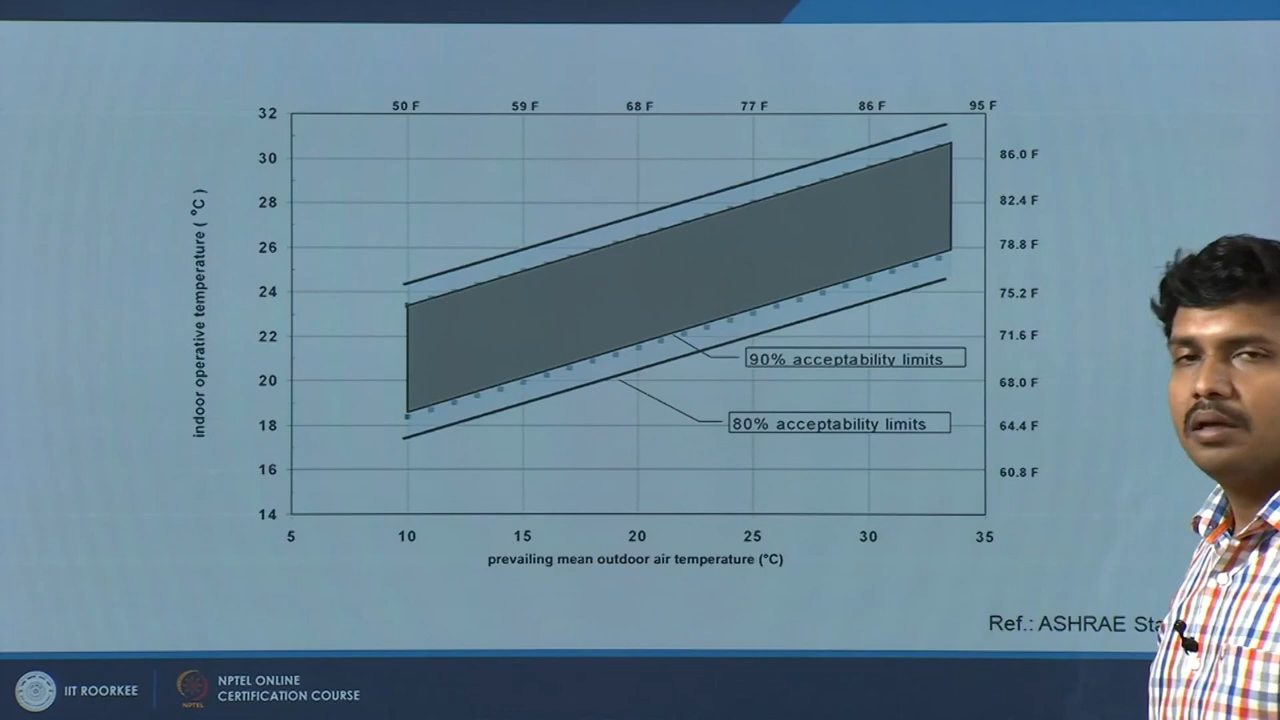 50 F 59 F 68 F 77 F 86 F 95 F
32
30 86.0 F
28 82.4 F
26 78.8 F
24 75.2 F
22 71.6 F
20 68.0 F
18 64.4 F
16 60.8 F
14
indoor operative temperature ( °C )
90% acceptability limits
80% acceptability limits
5 10 15 20 25 30 35
prevailing mean outdoor air temperature (°C)
Ref.: ASHRAE
IIT ROORKEE
NPTEL
NPTEL ONLINE
CERTIFICATION COURSE